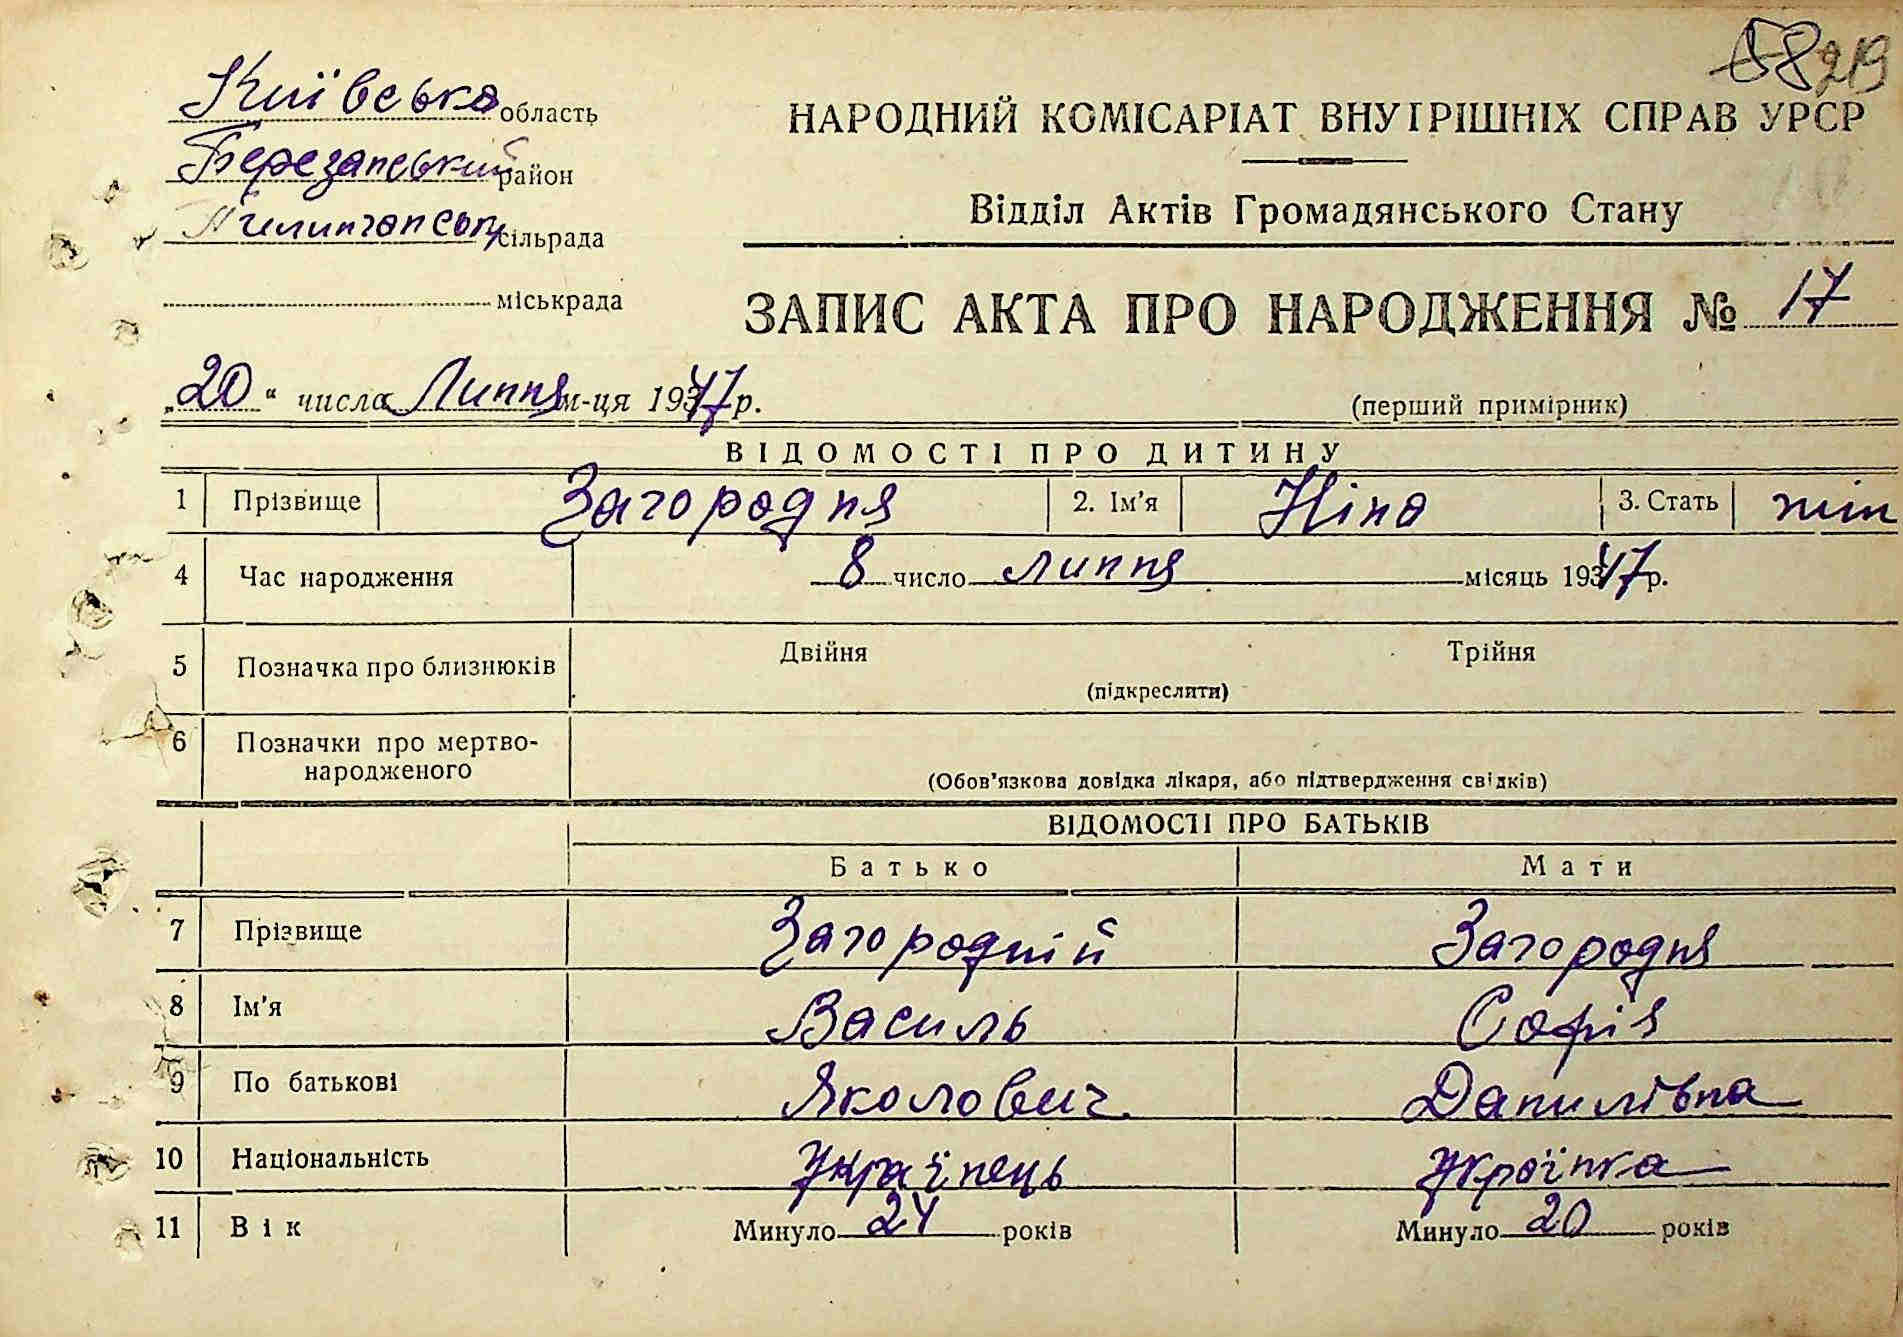 219
Київська область
Березанський район
сільрада
міськрада
НАРОДНИЙ КОМІСАРІАТ ВНУТРІШНІХ СПРАВ УРСР
Відділ Актів Громадянського Стану
ЗАПИС АКТА ПРО НАРОДЖЕННЯ № 17
„20“ числа Липня м-ця 1947 р.
(перший примірник)
ВІДОМОСТІ ПРО ДИТИНУ
1 Прізвище Загородня 2. Ім'я Ніна 3. Стать жін
4 Час народження 8 число липня місяць 1947 р.
5 Позначка про близнюків Двійня Трійня
(підкреслити)
6 Позначки про мертво-
народженого
(Обов'язкова довідка лікаря, або підтвердження свідків)
ВІДОМОСТІ ПРО БАТЬКІВ
Батько Мати
7 Прізвище Загородній Загородня
8 Ім'я Василь Софія
9 По батькові Данилівна
10 Національність Українець Українка
11 Вік Минуло 24 років Минуло 20 років